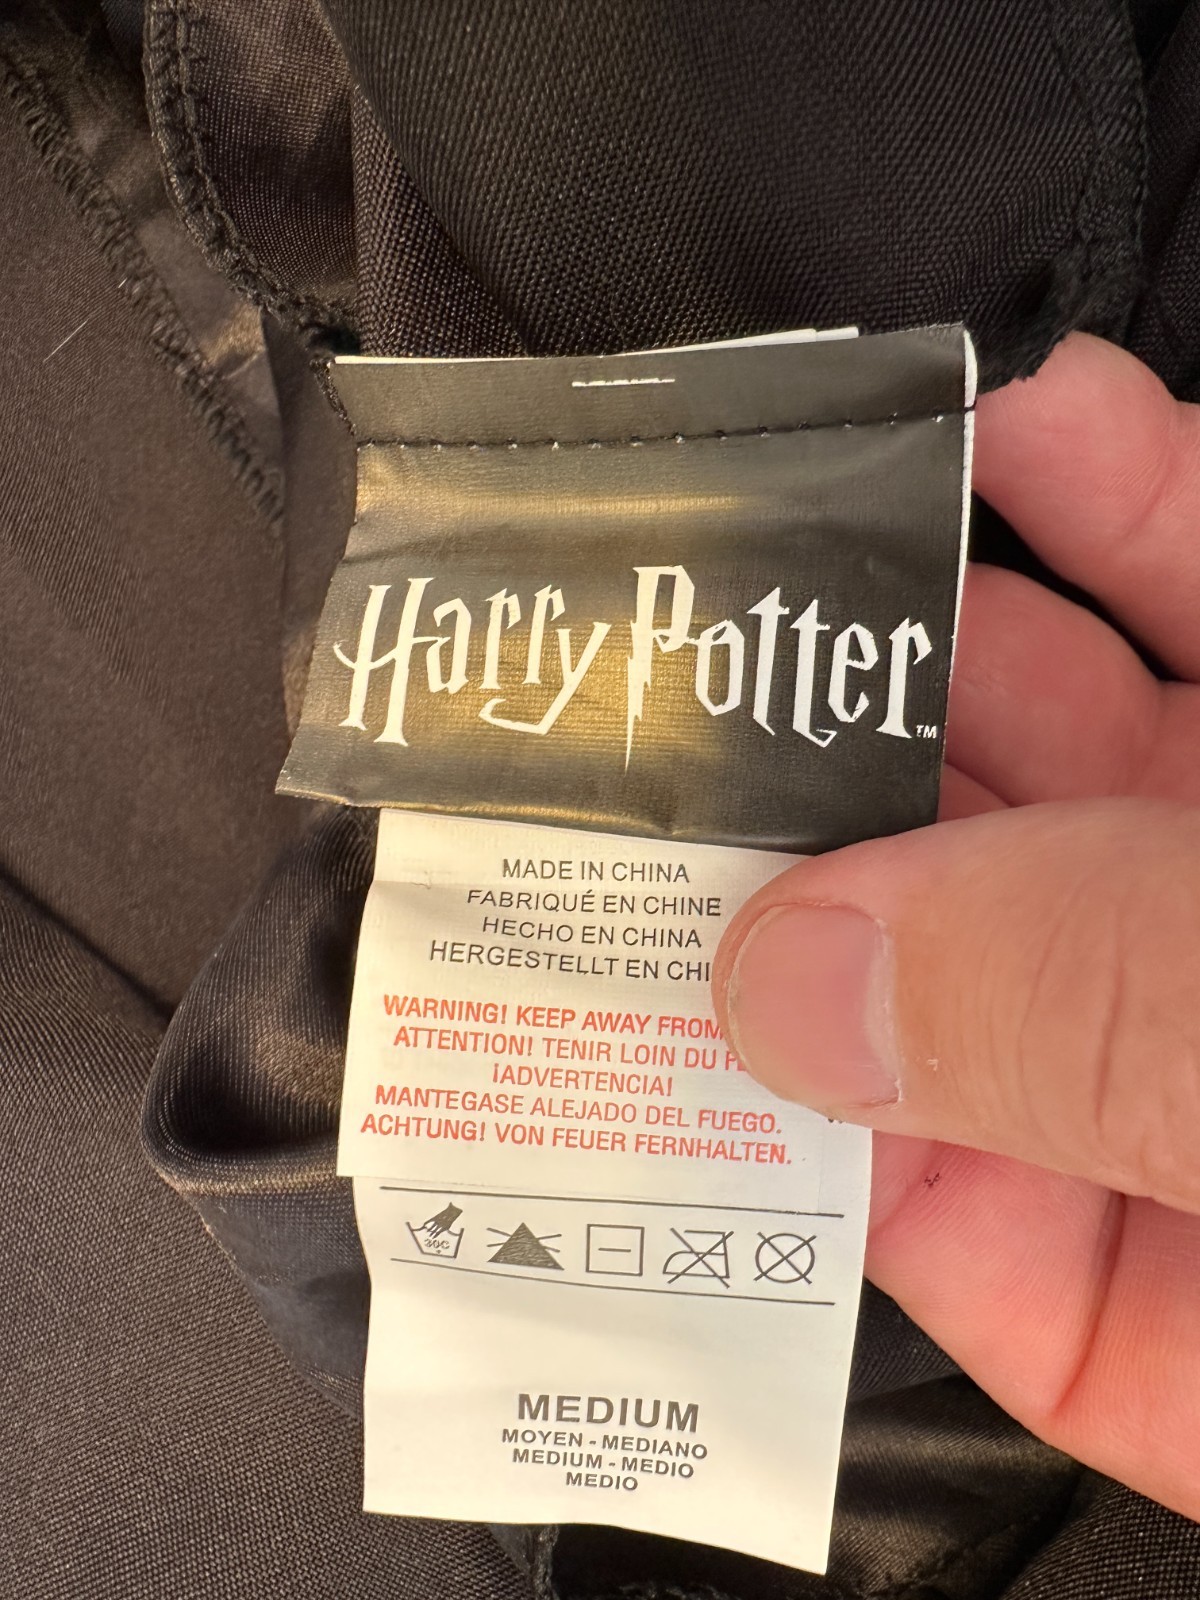 Harry Potter™
MADE IN CHINA
FABRIQUÉ EN CHINE
HECHO EN CHINA
HERGESTELLT EN CHI
WARNING! KEEP AWAY FROM
ATTENTION! TENIR LOIN DU F
¡ADVERTENCIA!
MANTEGASE ALEJADO DEL FUEGO.
ACHTUNG! VON FEUER FERNHALTEN.
30C
MEDIUM
MOYEN - MEDIANO
MEDIUM - MEDIO
MEDIO